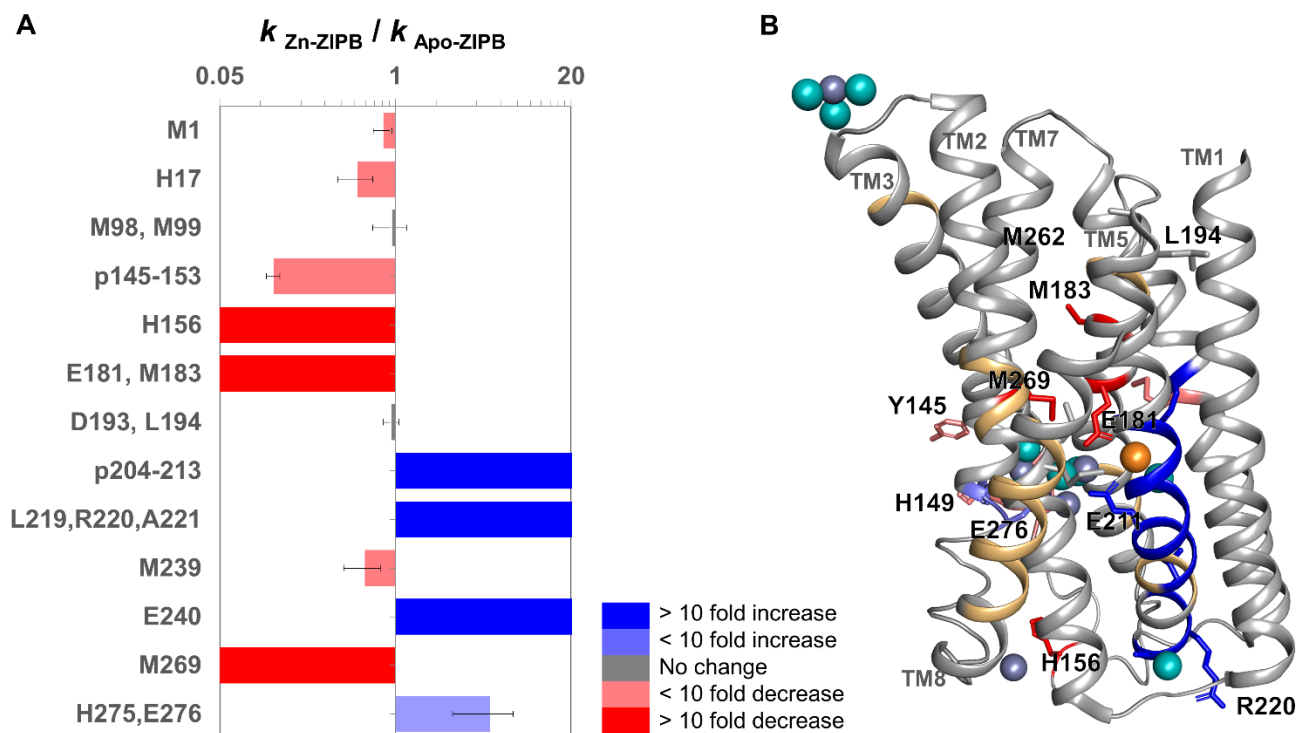 A
k Zn-ZIPB / k Apo-ZIPB
0.05 1 20
M1
H17
M98, M99
p145-153
H156
E181, M183
D193, L194
p204-213
L219,R220,A221
M239
E240
M269
H275,E276
> 10 fold increase
< 10 fold increase
No change
< 10 fold decrease
> 10 fold decrease
B
TM2
TM7
TM1
TM3
TM5
L194
M262
M183
M269
Y145
E181
H149
E276
E211
H156
TM8
R220